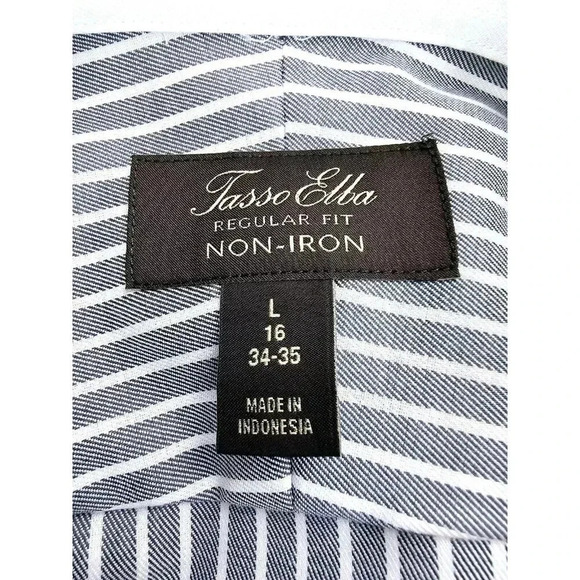 Tasso Elba
REGULAR FIT
NON-IRON
L
16
34-35
MADE IN
INDONESIA